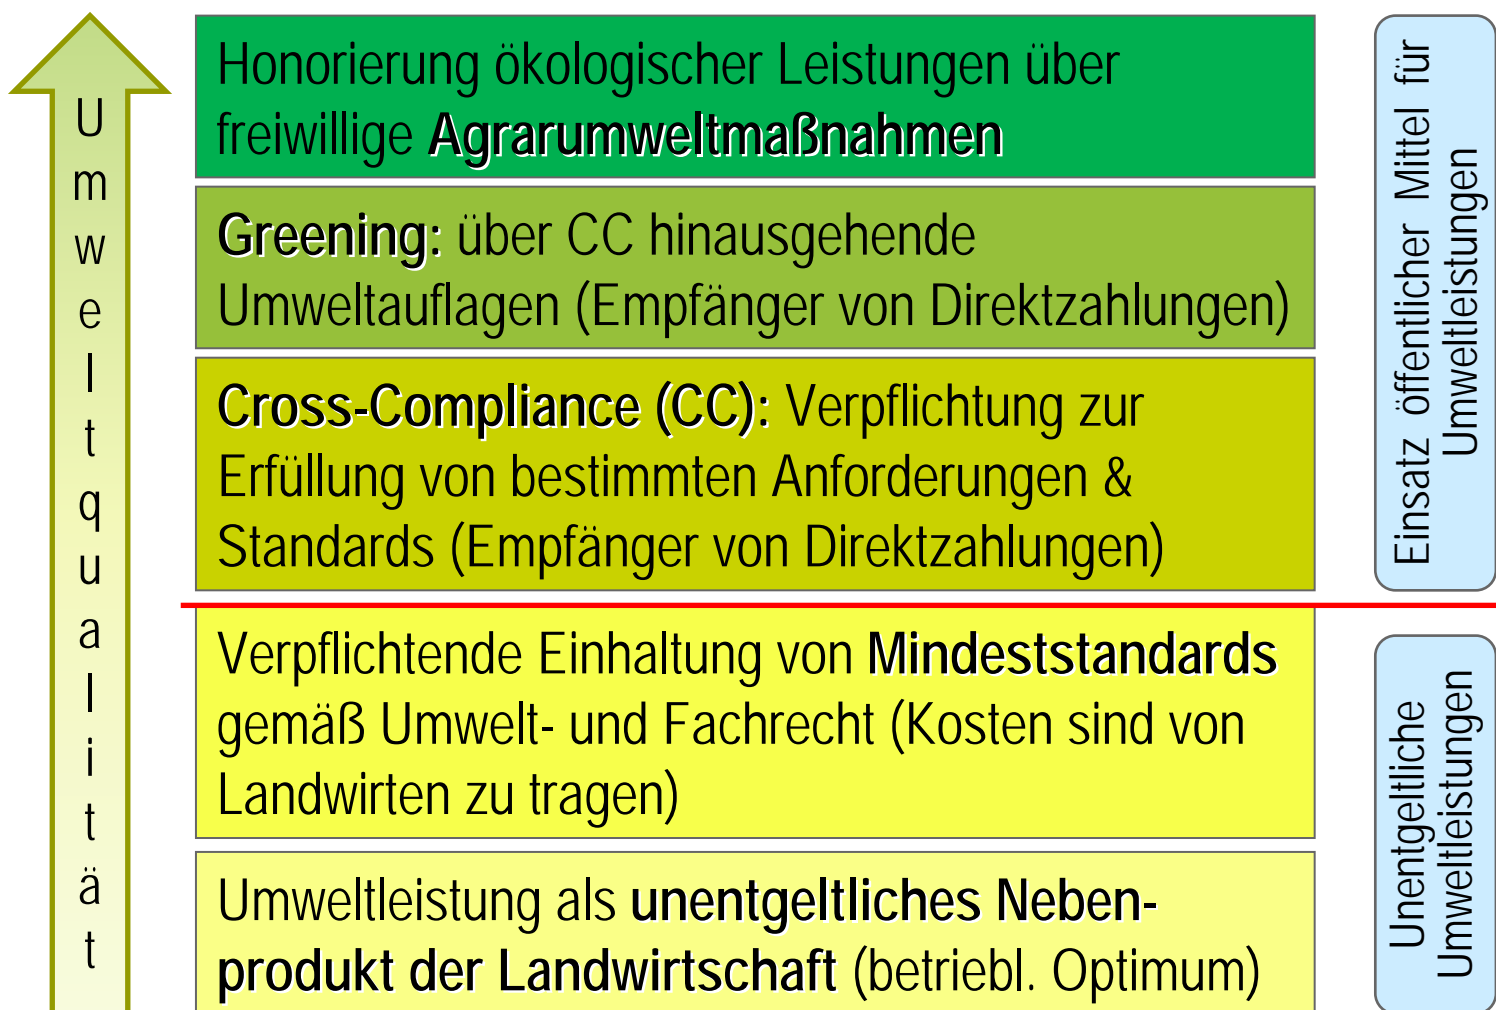 Umweltqualität
Honorierung ökologischer Leistungen über
freiwillige Agrarumweltmaßnahmen
Greening: über CC hinausgehende
Umweltauflagen (Empfänger von Direktzahlungen)
Cross-Compliance (CC): Verpflichtung zur
Erfüllung von bestimmten Anforderungen &
Standards (Empfänger von Direktzahlungen)
Verpflichtende Einhaltung von Mindeststandards
gemäß Umwelt- und Fachrecht (Kosten sind von
Landwirten zu tragen)
Umweltleistung als unentgeltliches Neben-
produkt der Landwirtschaft (betriebl. Optimum)
Einsatz öffentlicher Mittel für
Umweltleistungen
Unentgeltliche
Umweltleistungen